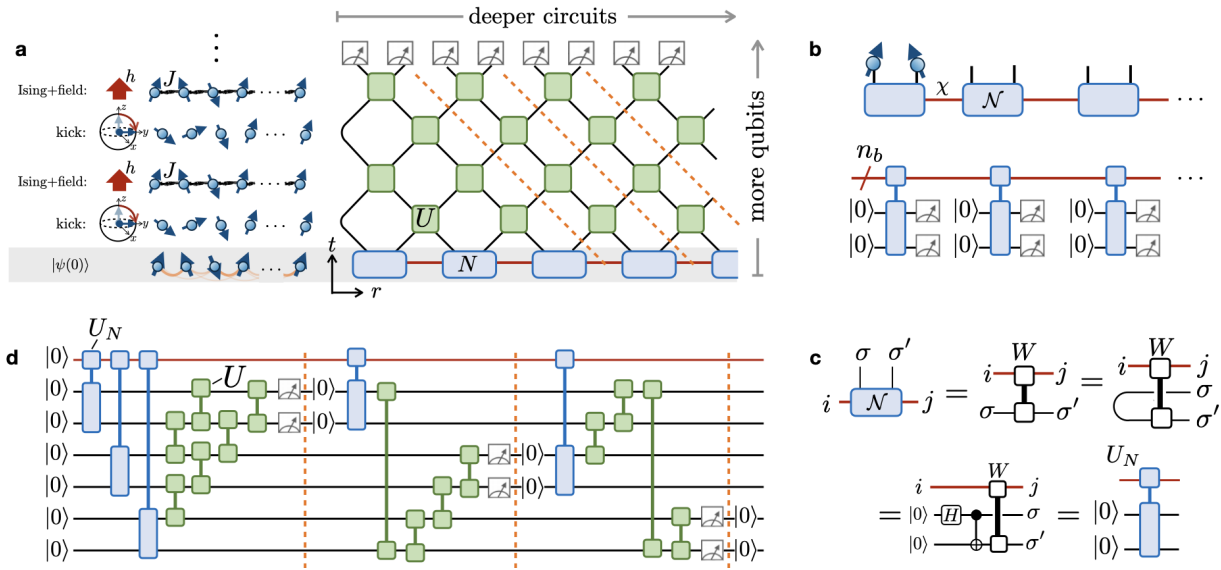 deeper circuits
more qubits
a
Ising+field:
h
J
kick:
z
y
x
Ising+field:
h
J
kick:
z
y
x
|ψ(0)⟩
U
N
t
r
b
χ
𝒩
· · ·
n_b
· · ·
|0⟩ |0⟩ |0⟩
|0⟩ |0⟩ |0⟩
d
U_N
|0⟩
U
|0⟩ |0⟩
|0⟩ |0⟩
|0⟩ |0⟩ |0⟩
|0⟩ |0⟩
|0⟩ |0⟩
|0⟩ |0⟩
c
σ σ′ W W
i 𝒩 j = i j = i j
σ σ′ σ
σ′
U_N
i W j
= |0⟩ H σ = |0⟩
|0⟩ σ′ |0⟩